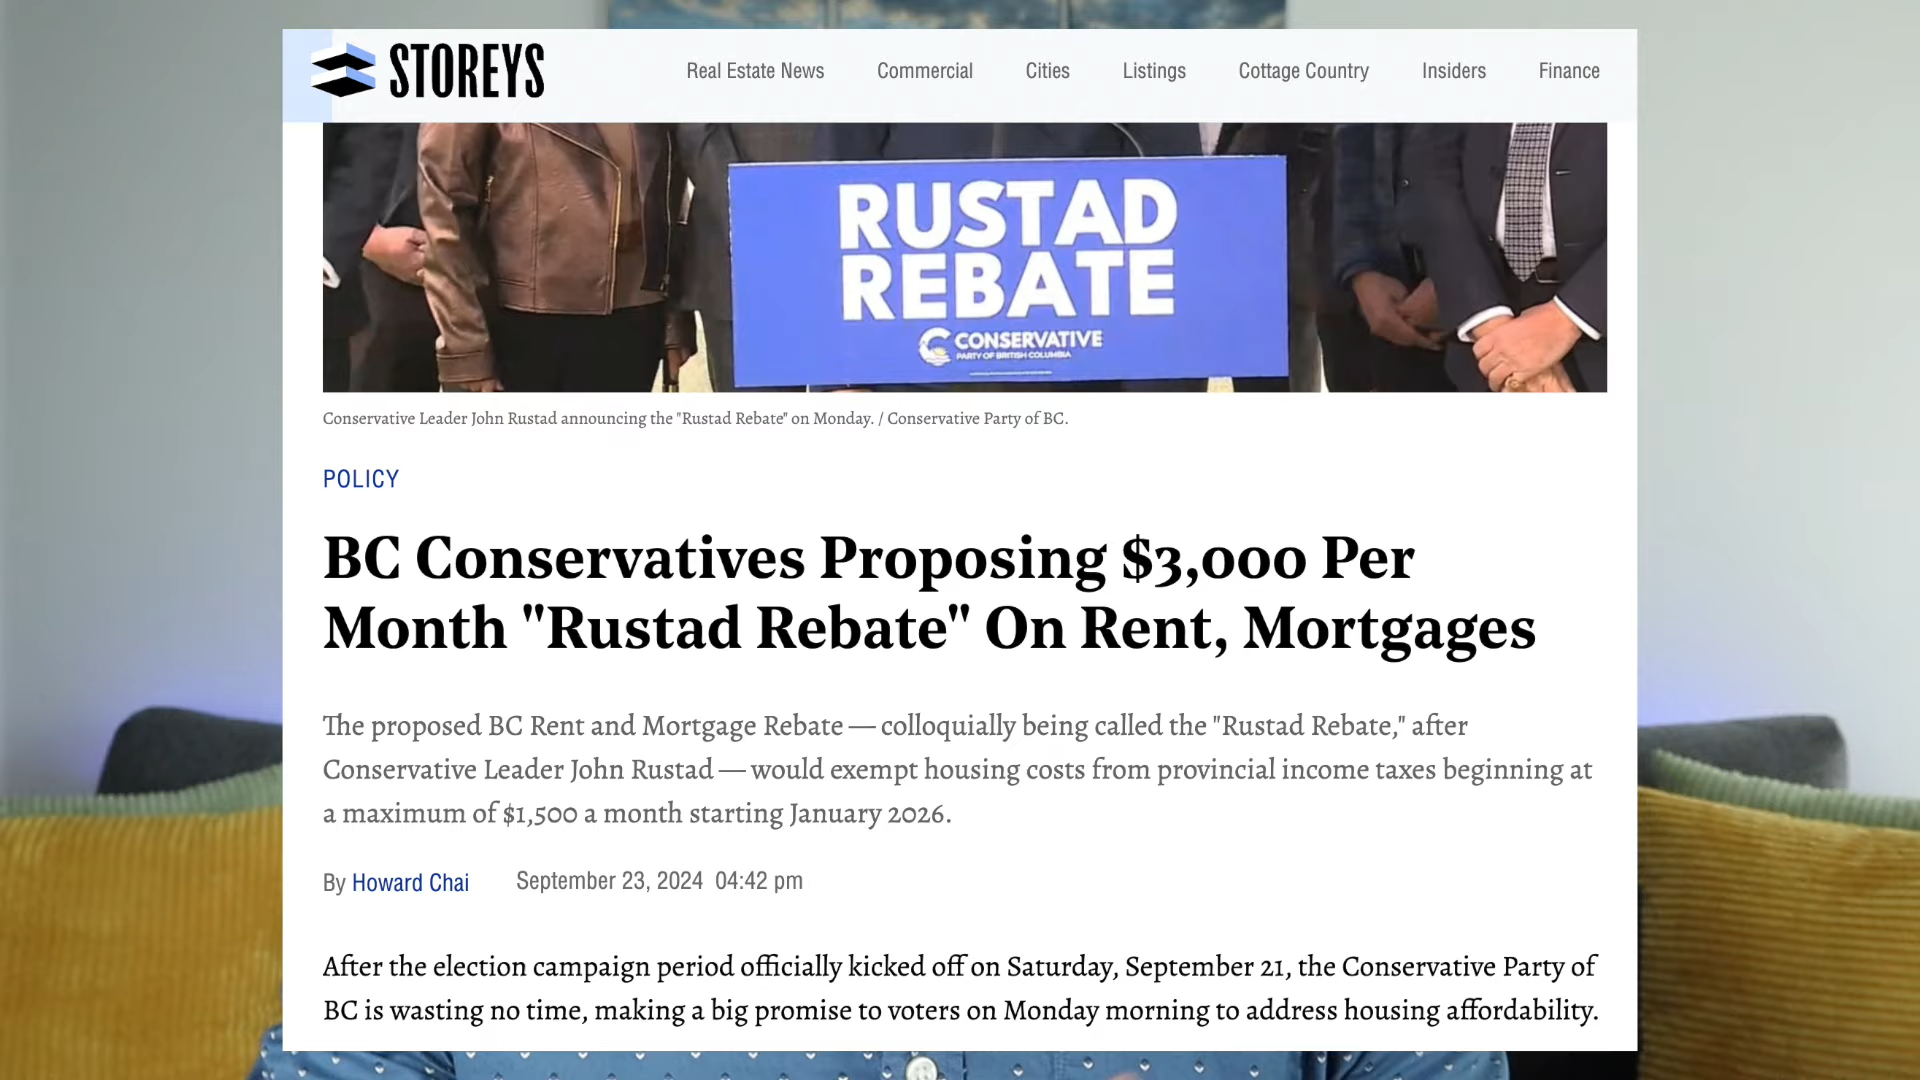 STOREYS
Real Estate News Commercial Cities Listings Cottage Country Insiders Finance
RUSTAD
REBATE
CONSERVATIVE
PARTY OF BRITISH COLUMBIA
Conservative Leader John Rustad announcing the "Rustad Rebate" on Monday. / Conservative Party of BC.
POLICY
BC Conservatives Proposing $3,000 Per
Month "Rustad Rebate" On Rent, Mortgages
The proposed BC Rent and Mortgage Rebate — colloquially being called the "Rustad Rebate," after
Conservative Leader John Rustad — would exempt housing costs from provincial income taxes beginning at
a maximum of $1,500 a month starting January 2026.
By Howard Chai September 23, 2024 04:42 pm
After the election campaign period officially kicked off on Saturday, September 21, the Conservative Party of
BC is wasting no time, making a big promise to voters on Monday morning to address housing affordability.